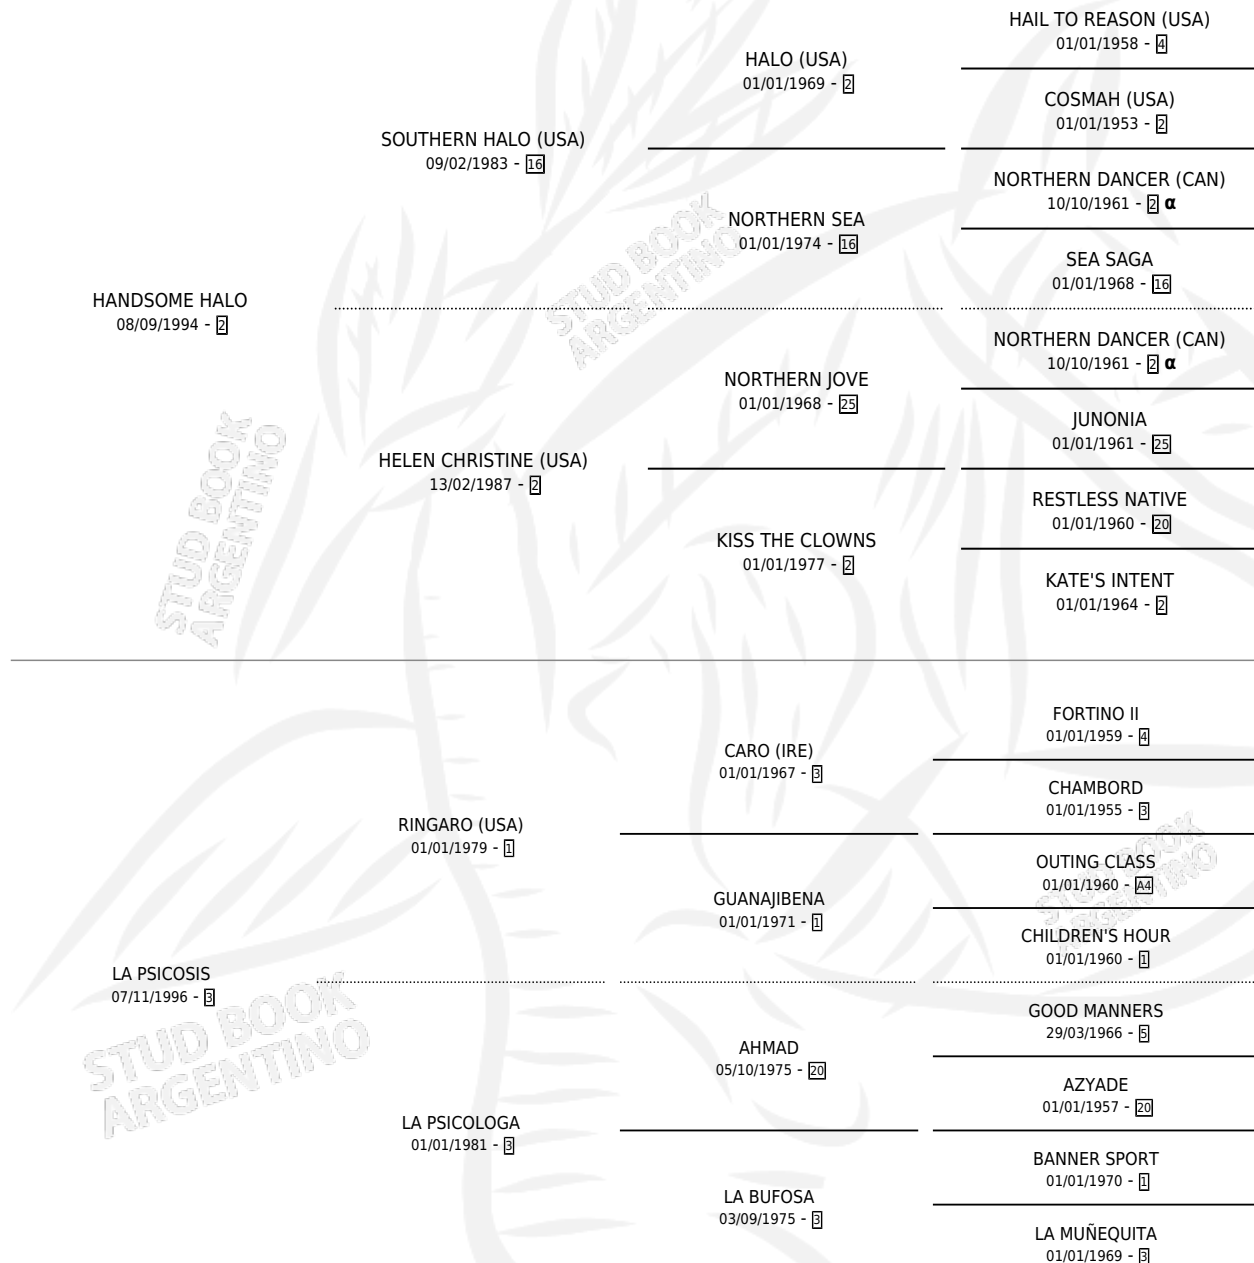 HAIL TO REASON (USA)
01/01/1958 - 4
HALO (USA)
01/01/1969 - 2
COSMAH (USA)
01/01/1953 - 2
SOUTHERN HALO (USA)
09/02/1983 - 16
NORTHERN DANCER (CAN)
10/10/1961 - 2 α
NORTHERN SEA
01/01/1974 - 16
SEA SAGA
01/01/1968 - 16
HANDSOME HALO
08/09/1994 - 2
NORTHERN DANCER (CAN)
10/10/1961 - 2 α
NORTHERN JOVE
01/01/1968 - 25
JUNONIA
01/01/1961 - 25
HELEN CHRISTINE (USA)
13/02/1987 - 2
RESTLESS NATIVE
01/01/1960 - 20
KISS THE CLOWNS
01/01/1977 - 2
KATE'S INTENT
01/01/1964 - 2
FORTINO II
01/01/1959 - 4
CARO (IRE)
01/01/1967 - 3
CHAMBORD
01/01/1955 - 3
RINGARO (USA)
01/01/1979 - 1
OUTING CLASS
01/01/1960 - A4
GUANAJIBENA
01/01/1971 - 1
CHILDREN'S HOUR
01/01/1960 - 1
LA PSICOSIS
07/11/1996 - 3
GOOD MANNERS
29/03/1966 - 5
AHMAD
05/10/1975 - 20
AZYADE
01/01/1957 - 20
LA PSICOLOGA
01/01/1981 - 3
BANNER SPORT
01/01/1970 - 1
LA BUFOSA
03/09/1975 - 3
LA MUÑEQUITA
01/01/1969 - 3
STUD BOOK
ARGENTINO
STUD BOOK
ARGENTINO
STUD BOOK
ARGENTINO
STUD BOOK
ARGENTINO